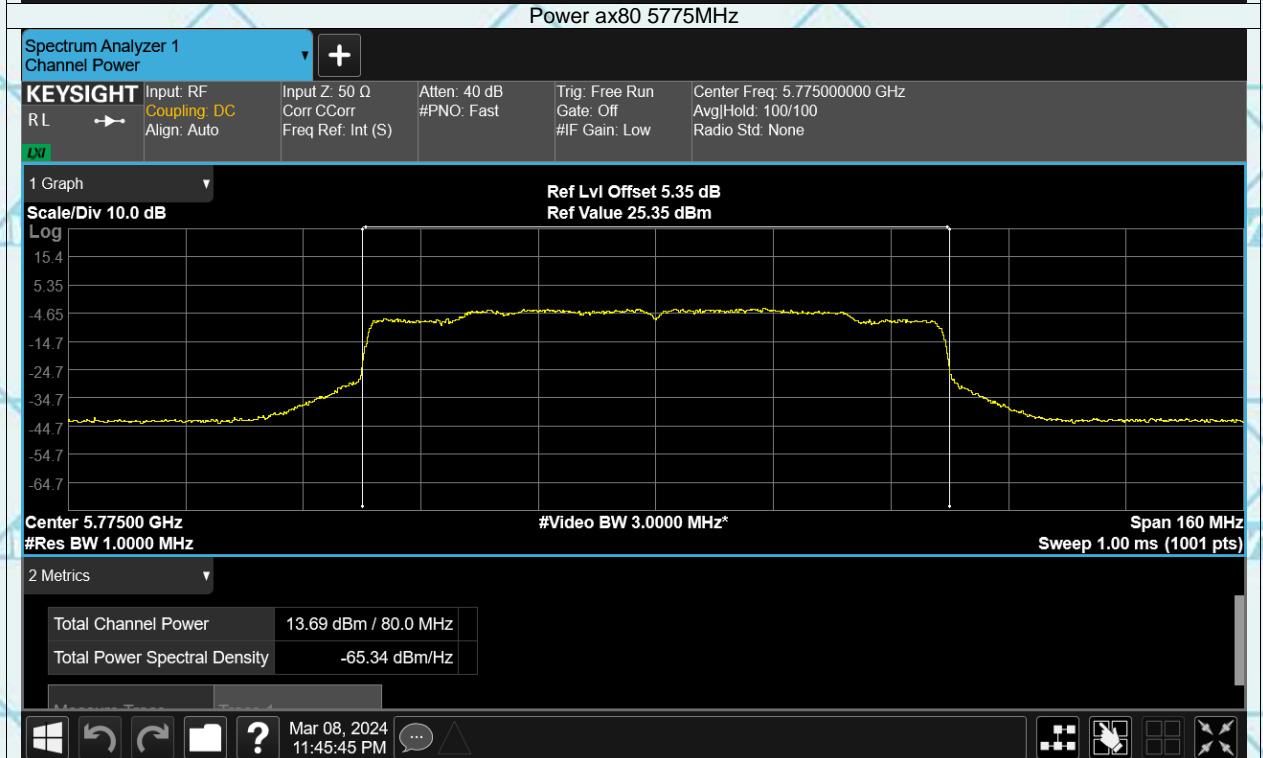 Power ax80 5775MHz
Spectrum Analyzer 1
Channel Power
+
KEYSIGHT
R L
LXI
Input: RF
Coupling: DC
Align: Auto
Input Z: 50 Ω
Corr CCorr
Freq Ref: Int (S)
Atten: 40 dB
#PNO: Fast
Trig: Free Run
Gate: Off
#IF Gain: Low
Center Freq: 5.775000000 GHz
Avg|Hold: 100/100
Radio Std: None
1 Graph
Scale/Div 10.0 dB
Ref Lvl Offset 5.35 dB
Ref Value 25.35 dBm
Log
15.4
5.35
-4.65
-14.7
-24.7
-34.7
-44.7
-54.7
-64.7
Center 5.77500 GHz
#Res BW 1.0000 MHz
#Video BW 3.0000 MHz*
Span 160 MHz
Sweep 1.00 ms (1001 pts)
2 Metrics
Total Channel Power 13.69 dBm / 80.0 MHz
Total Power Spectral Density -65.34 dBm/Hz
?
Mar 08, 2024
11:45:45 PM